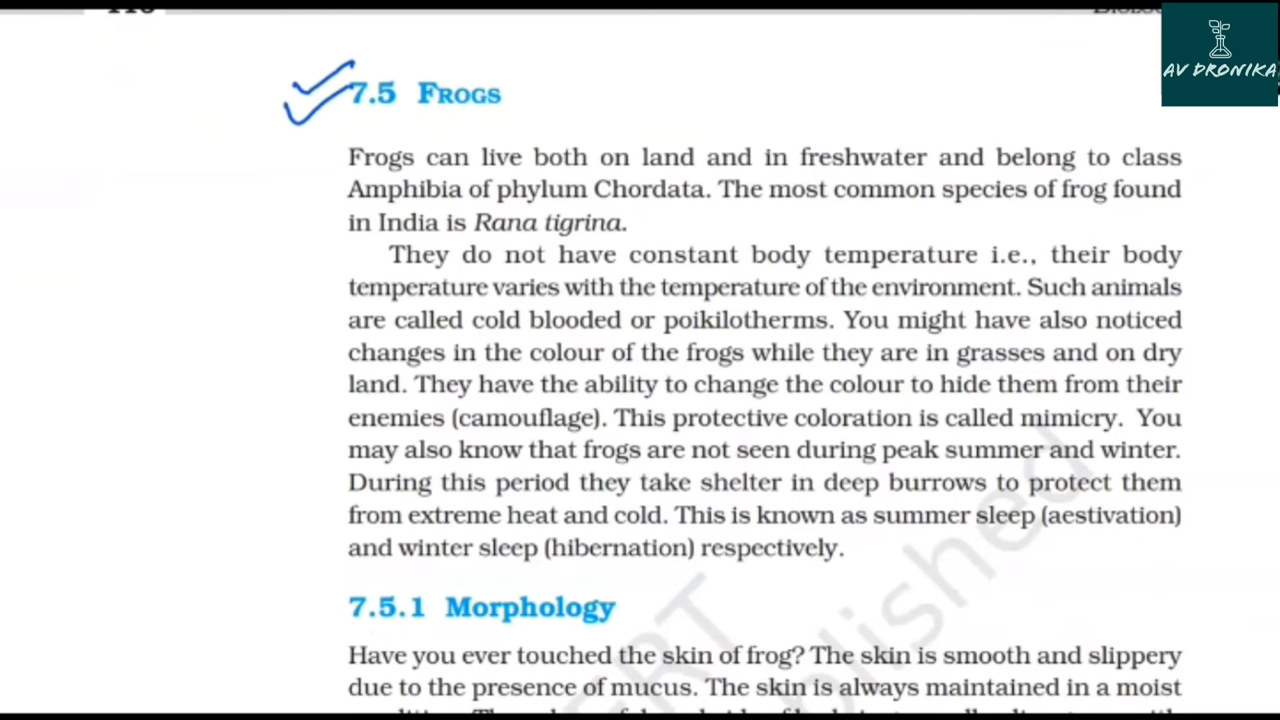 AV DRONIKA
7.5 FROGS
Frogs can live both on land and in freshwater and belong to class
Amphibia of phylum Chordata. The most common species of frog found
in India is Rana tigrina.
They do not have constant body temperature i.e., their body
temperature varies with the temperature of the environment. Such animals
are called cold blooded or poikilotherms. You might have also noticed
changes in the colour of the frogs while they are in grasses and on dry
land. They have the ability to change the colour to hide them from their
enemies (camouflage). This protective coloration is called mimicry. You
may also know that frogs are not seen during peak summer and winter.
During this period they take shelter in deep burrows to protect them
from extreme heat and cold. This is known as summer sleep (aestivation)
and winter sleep (hibernation) respectively.
7.5.1 Morphology
Have you ever touched the skin of frog? The skin is smooth and slippery
due to the presence of mucus. The skin is always maintained in a moist